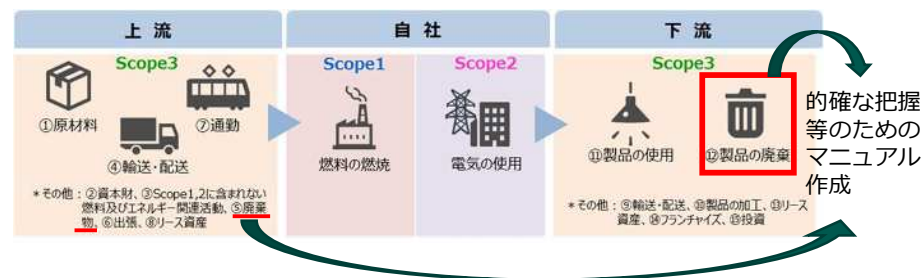 上 流
自 社
下 流
Scope3
①原材料
⑦通勤
④輸送・配送
*その他：②資本財、③Scope1,2に含まれない
燃料及びエネルギー関連活動、⑤廃棄
物、⑥出張、⑧リース資産
Scope1
燃料の燃焼
Scope2
電気の使用
Scope3
⑪製品の使用
⑫製品の廃棄
*その他：⑨輸送・配送、⑩製品の加工、⑬リース
資産、⑭フランチャイズ、⑮投資
的確な把握
等のための
マニュアル
作成